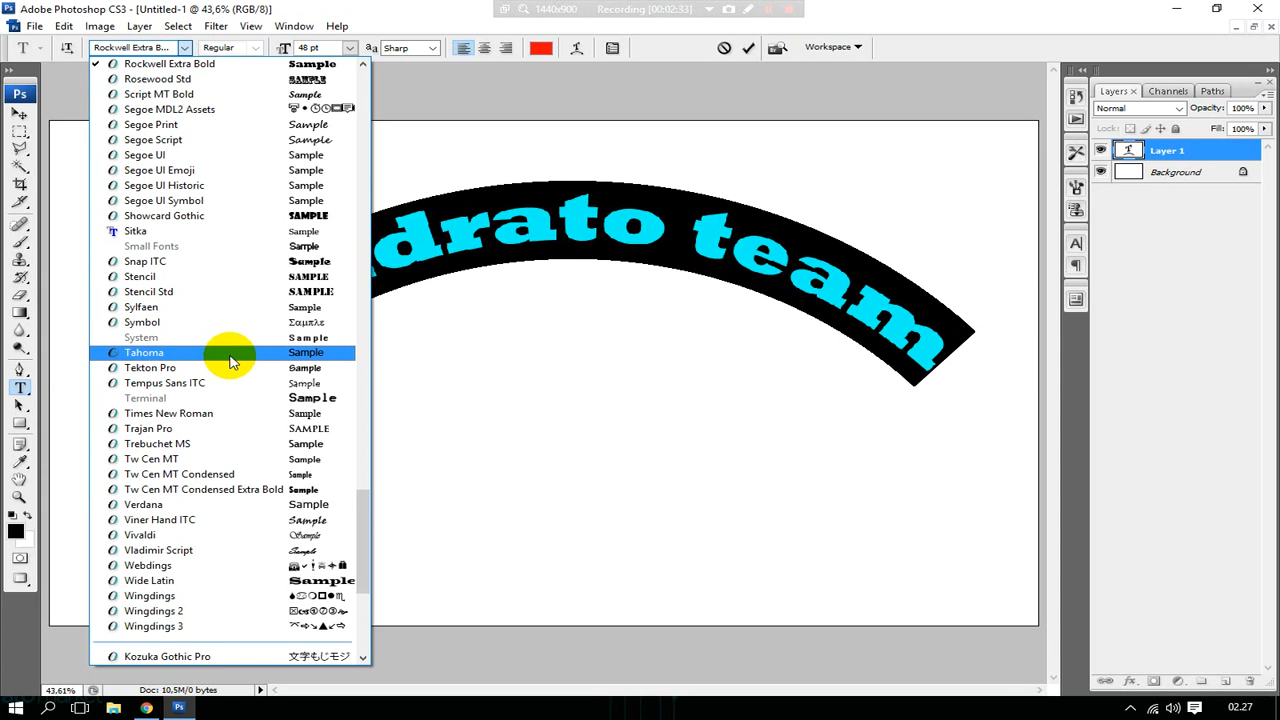 Adobe Photoshop CS3 - [Untitled-1 @ 43,6% (RGB/8)]
1440x900 Recording [00:02:33]
File Edit Image Layer Select Filter View Window Help
Rockwell Extra B... Regular 48 pt Sharp Workspace
Rockwell Extra Bold Sample
Rosewood Std SAMPLE
Script MT Bold Sample
Segoe MDL2 Assets
Segoe Print Sample
Segoe Script Sample
Segoe UI Sample
Segoe UI Emoji Sample
Segoe UI Historic Sample
Segoe UI Symbol Sample
Showcard Gothic SAMPLE
Sitka Sample
Small Fonts Sample
Snap ITC Sample
Stencil SAMPLE
Stencil Std SAMPLE
Sylfaen Sample
Symbol Σαμπλε
System Sample
Tahoma Sample
Tekton Pro Sample
Tempus Sans ITC Sample
Terminal Sample
Times New Roman Sample
Trajan Pro SAMPLE
Trebuchet MS Sample
Tw Cen MT Sample
Tw Cen MT Condensed Sample
Tw Cen MT Condensed Extra Bold Sample
Verdana Sample
Viner Hand ITC Sample
Vivaldi Sample
Vladimir Script Sample
Webdings
Wide Latin Sample
Wingdings
Wingdings 2
Wingdings 3
Kozuka Gothic Pro 文字もじモジ
drato team
Layers x Channels Paths
Normal Opacity: 100%
Lock: Fill: 100%
Layer 1
Background
43,61% Doc: 10,5M/0 bytes
02.27